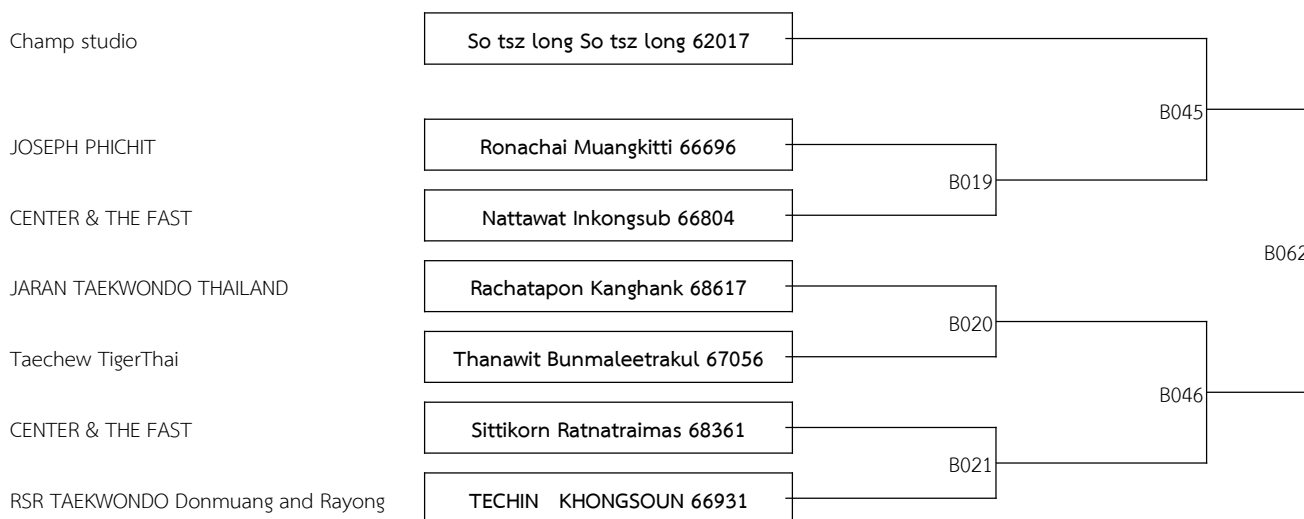 Champ studio So tsz long So tsz long 62017
B045
JOSEPH PHICHIT Ronachai Muangkitti 66696
B019
CENTER & THE FAST Nattawat Inkongsub 66804
B062
JARAN TAEKWONDO THAILAND Rachatapon Kanghank 68617
B020
Taechew TigerThai Thanawit Bunmaleetrakul 67056
B046
CENTER & THE FAST Sittikorn Ratnatraimas 68361
B021
RSR TAEKWONDO Donmuang and Rayong TECHIN KHONGSOUN 66931